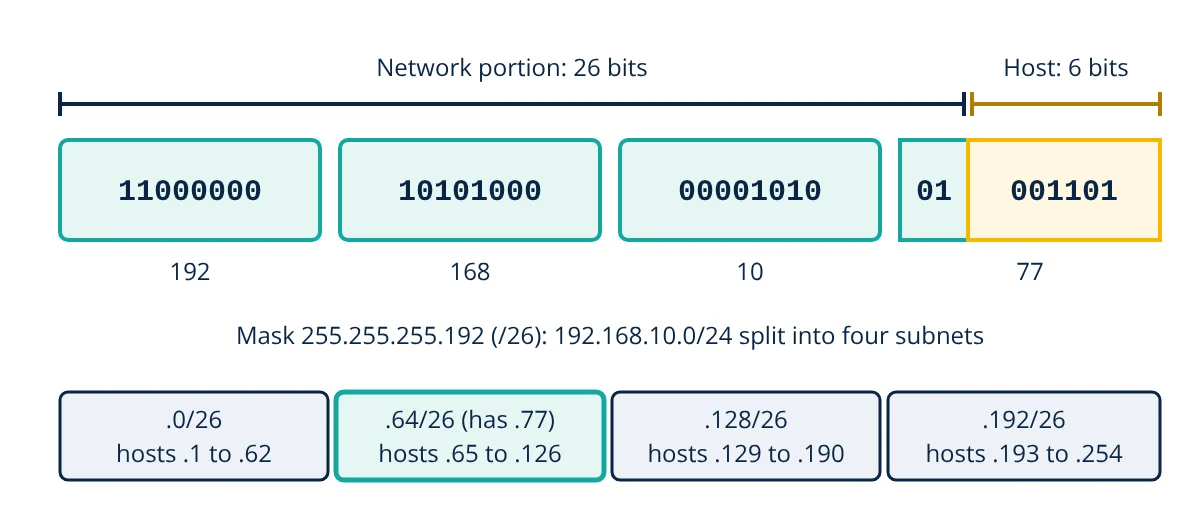 Network portion: 26 bits Host: 6 bits
11000000 10101000 00001010 01 001101
192 168 10 77
Mask 255.255.255.192 (/26): 192.168.10.0/24 split into four subnets
.0/26 .64/26 (has .77) .128/26 .192/26
hosts .1 to .62 hosts .65 to .126 hosts .129 to .190 hosts .193 to .254